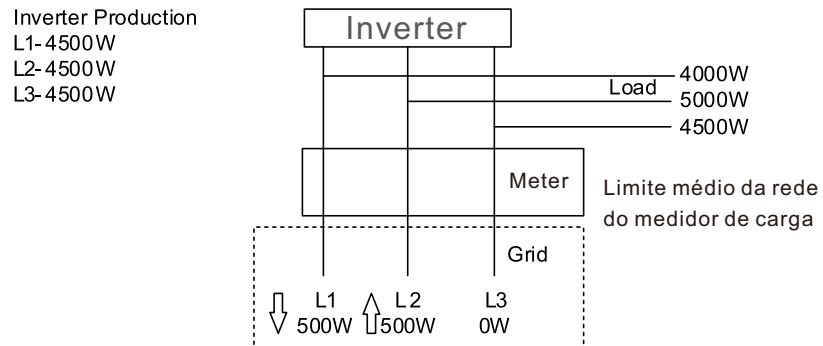 Inverter Production
L1-4500W
L2-4500W
L3-4500W
Inverter
4000W
Load
5000W
4500W
Meter
Limite médio da rede
do medidor de carga
Grid
L1 L2 L3
500W 500W 0W